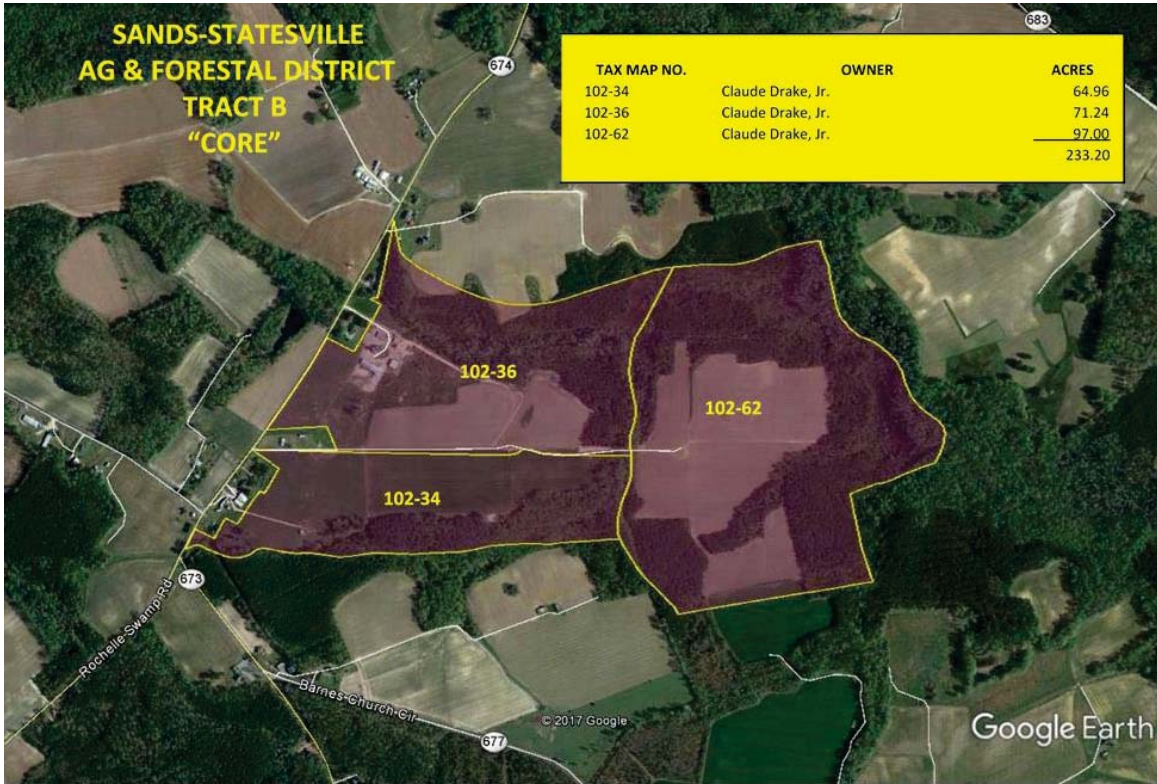 SANDS-STATESVILLE
AG & FORESTAL DISTRICT
TRACT B
“CORE”
TAX MAP NO. OWNER ACRES
102-34 Claude Drake, Jr. 64.96
102-36 Claude Drake, Jr. 71.24
102-62 Claude Drake, Jr. 97.00
233.20
683
674
102-36
102-62
102-34
673
Rochelle Swamp Rd
Barnes Church Cir
677
© 2017 Google
Google Earth